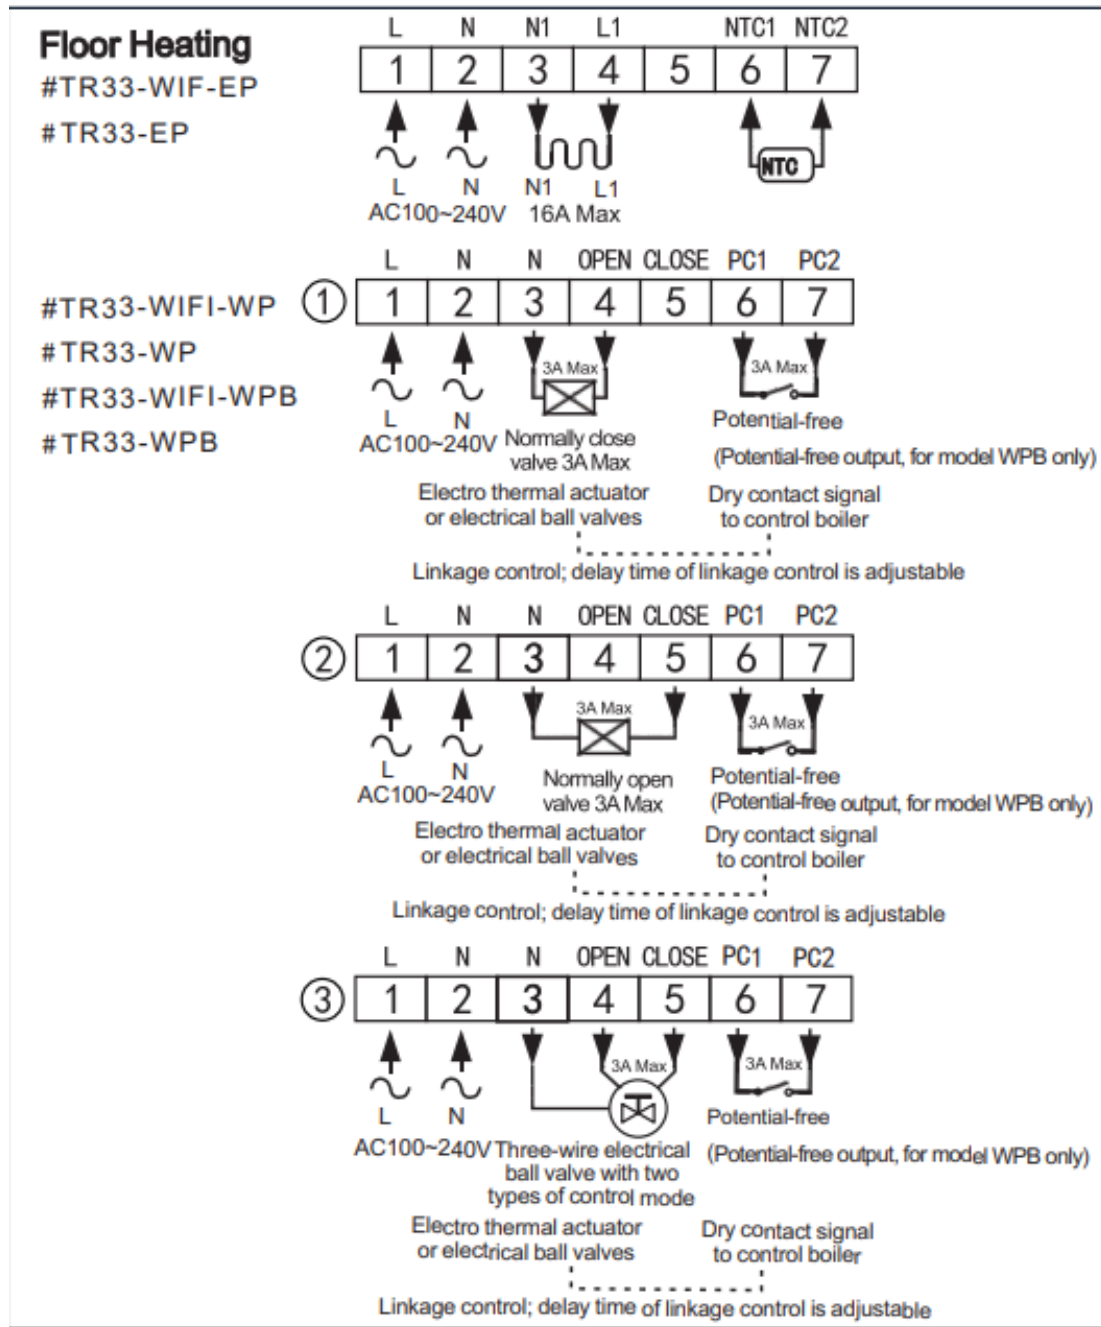 Floor Heating
#TR33-WIF-EP
#TR33-EP
L N N1 L1 NTC1 NTC2
1 2 3 4 5 6 7
NTC
L N N1 L1
AC100~240V 16A Max
#TR33-WIFI-WP
#TR33-WP
#TR33-WIFI-WPB
#TR33-WPB
L N N OPEN CLOSE PC1 PC2
① 1 2 3 4 5 6 7
3A Max 3A Max
L N
AC100~240V
Normally close
valve 3A Max
Potential-free
(Potential-free output, for model WPB only)
Electro thermal actuator
or electrical ball valves
Dry contact signal
to control boiler
Linkage control; delay time of linkage control is adjustable
L N N OPEN CLOSE PC1 PC2
② 1 2 3 4 5 6 7
3A Max 3A Max
L N
AC100~240V
Normally open
valve 3A Max
Potential-free
(Potential-free output, for model WPB only)
Electro thermal actuator
or electrical ball valves
Dry contact signal
to control boiler
Linkage control; delay time of linkage control is adjustable
L N N OPEN CLOSE PC1 PC2
③ 1 2 3 4 5 6 7
3A Max 3A Max
L N
AC100~240V
Three-wire electrical
ball valve with two
types of control mode
Potential-free
(Potential-free output, for model WPB only)
Electro thermal actuator
or electrical ball valves
Dry contact signal
to control boiler
Linkage control; delay time of linkage control is adjustable